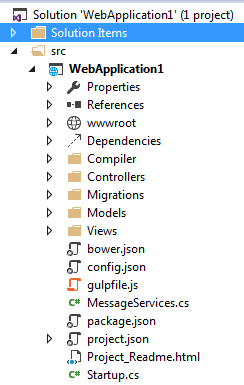 Solution 'WebApplication1' (1 project)
Solution Items
src
WebApplication1
Properties
References
wwwroot
Dependencies
Compiler
Controllers
Migrations
Models
Views
bower.json
config.json
gulpfile.js
C# MessageServices.cs
package.json
project.json
Project_Readme.html
C# Startup.cs